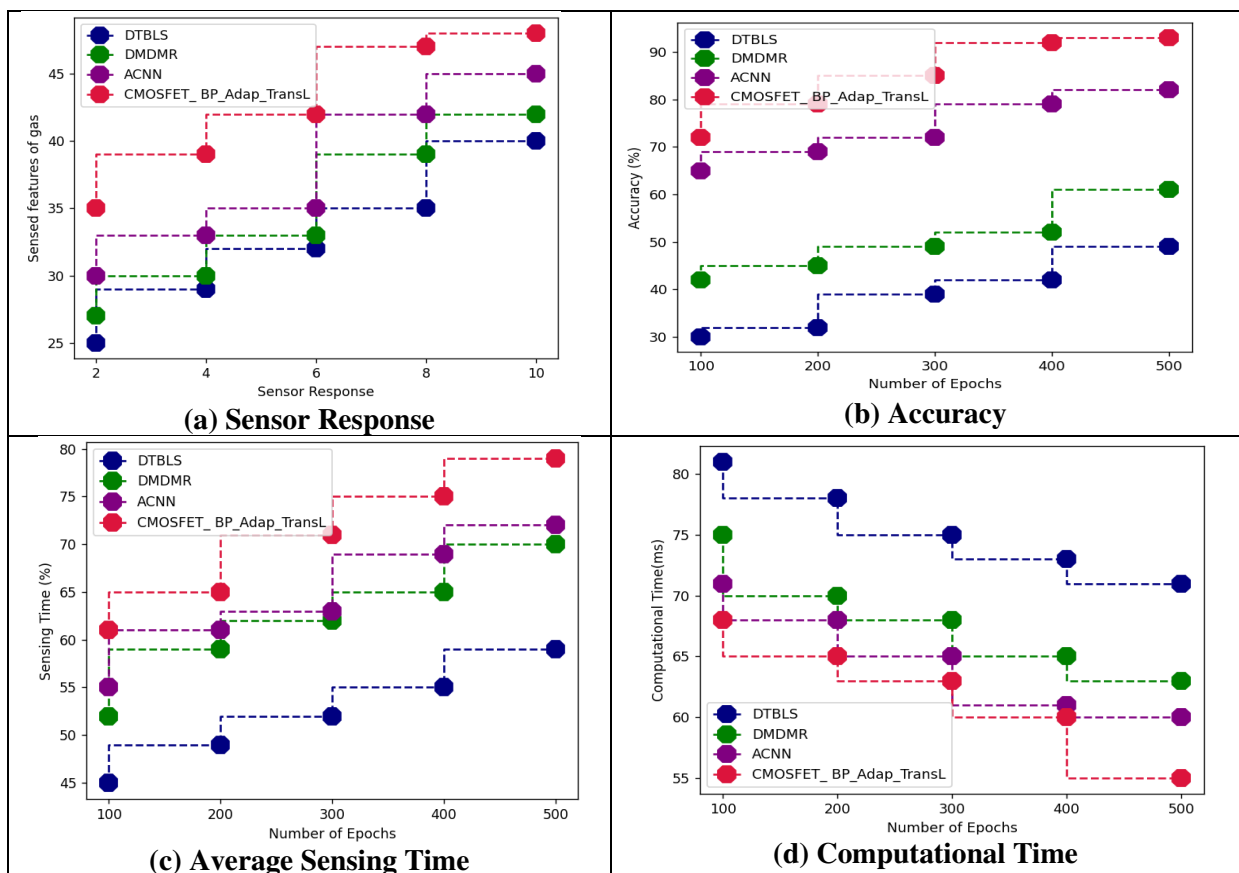 DTBLS
DMDMR
ACNN
CMOSFET_ BP_Adap_TransL
45
40
35
30
25
Sensed features of gas
2 4 6 8 10
Sensor Response
(a) Sensor Response
DTBLS
DMDMR
ACNN
CMOSFET_ BP_Adap_TransL
90
80
70
60
50
40
30
Accuracy (%)
100 200 300 400 500
Number of Epochs
(b) Accuracy
DTBLS
DMDMR
ACNN
CMOSFET_ BP_Adap_TransL
80
75
70
65
60
55
50
45
Sensing Time (%)
100 200 300 400 500
Number of Epochs
(c) Average Sensing Time
80
75
70
65
60
55
Computational Time(ms)
DTBLS
DMDMR
ACNN
CMOSFET_ BP_Adap_TransL
100 200 300 400 500
Number of Epochs
(d) Computational Time